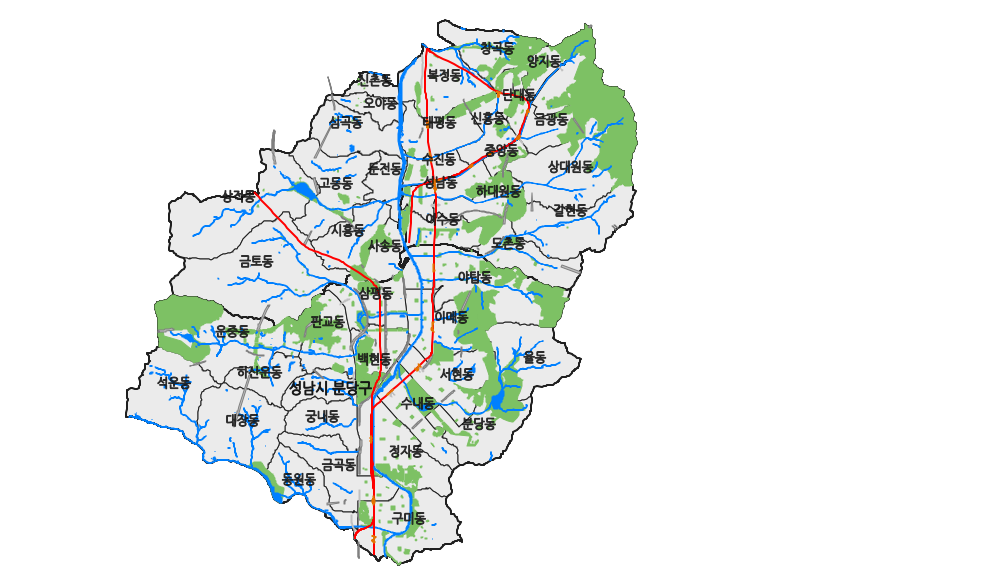 창곡동
양지동
복정동
신촌동
단대동
오야동
신흥동
금광동
심곡동
태평동
중앙동
수진동
상대원동
둔전동
성남동
고등동
하대원동
상적동
갈현동
여수동
시흥동
도촌동
사송동
금토동
야탑동
삼평동
이매동
판교동
운중동
백현동
율동
하산운동
서현동
석운동
성남시 분당구
수내동
궁내동
대장동
분당동
정자동
금곡동
동원동
구미동